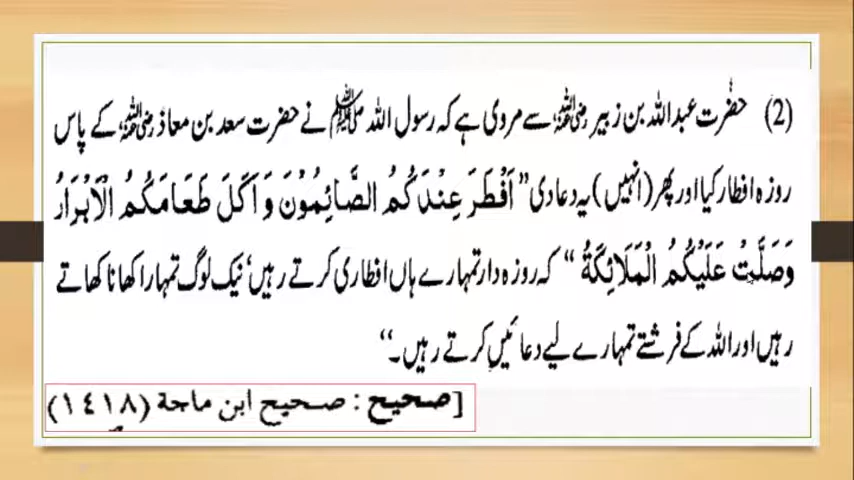 (2) حضرت عبداللہ بن زبیر رضی اللہ عنہ سے مروی ہے کہ رسول اللہ ﷺ نے حضرت سعد بن معاذ رضی اللہ عنہ کے پاس
روزہ افطار کیا اور پھر (انہیں) یہ دعا دی ”اَفْطَرَ عِنْدَكُمُ الصَّائِمُوْنَ وَ اَكَلَ طَعَامَكُمُ الْاَبْرَارُ
وَصَلَّتْ عَلَيْكُمُ الْمَلَائِكَةُ“ کہ روزہ دار تمہارے ہاں افطاری کرتے رہیں‘ نیک لوگ تمہارا کھانا کھاتے
رہیں اور اللہ کے فرشتے تمہارے لیے دعائیں کرتے رہیں۔“
[صحیح : صحیح ابن ماجة (١٤١٨)